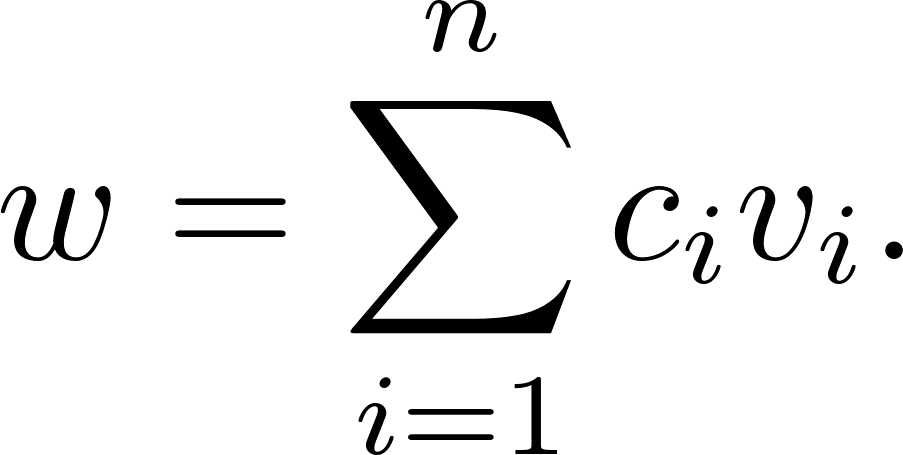 w = \sum_{i=1}^{n} c_i v_i.